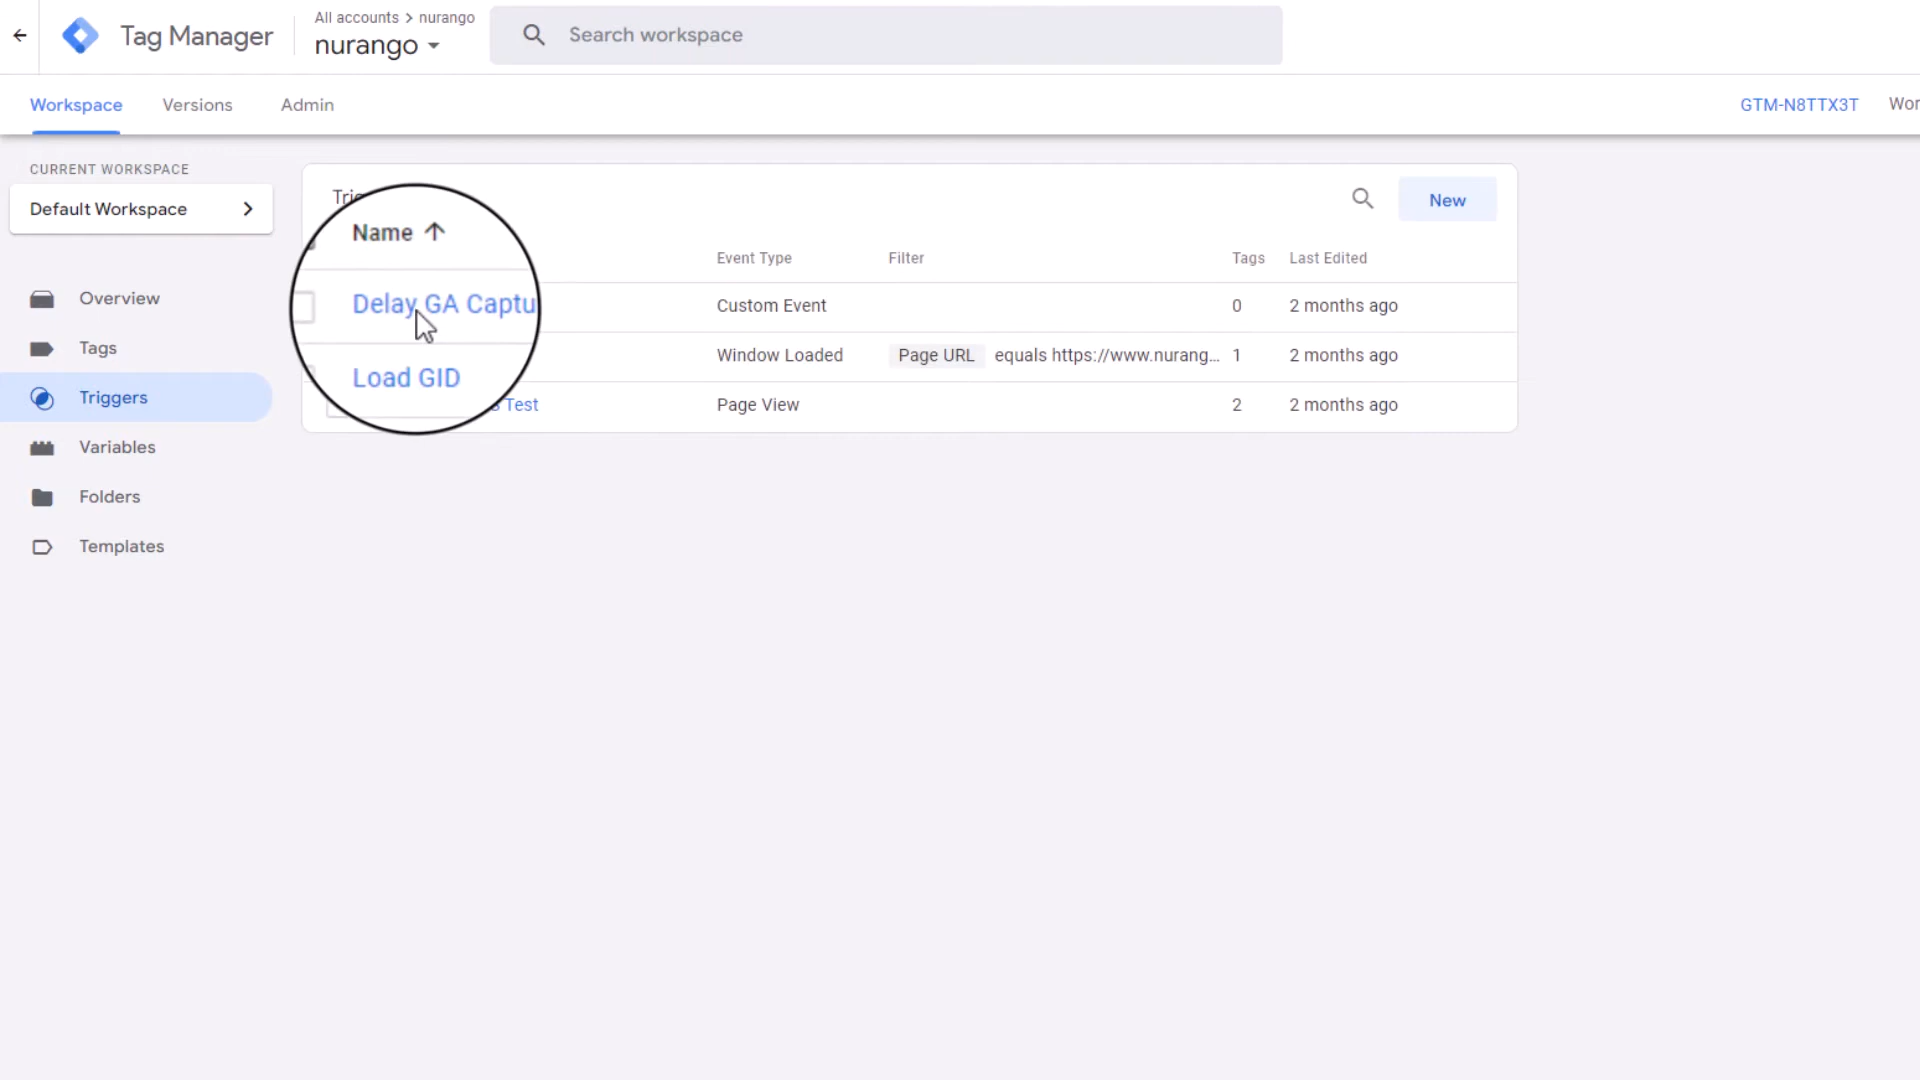 All accounts > nurango
Tag Manager
nurango
Search workspace
Workspace
Versions
Admin
GTM-N8TTX3T
CURRENT WORKSPACE
Default Workspace
New
Name
Event Type
Filter
Tags
Last Edited
Delay GA Captu
Custom Event
0
2 months ago
Load GID
Window Loaded
Page URL
equals https://www.nurang...
1
2 months ago
Test
Page View
2
2 months ago
Overview
Tags
Triggers
Variables
Folders
Templates